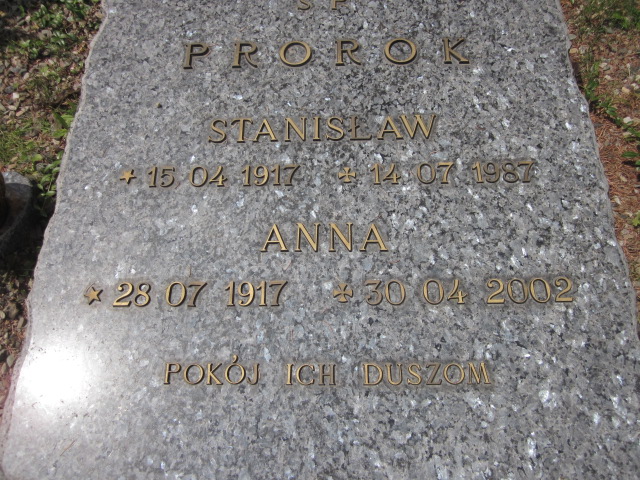 Ś P
PROROK
STANISŁAW
★ 15 04 1917 ✠ 14 07 1987
ANNA
★ 28 07 1917 ✠ 30 04 2002
POKÓJ ICH DUSZOM